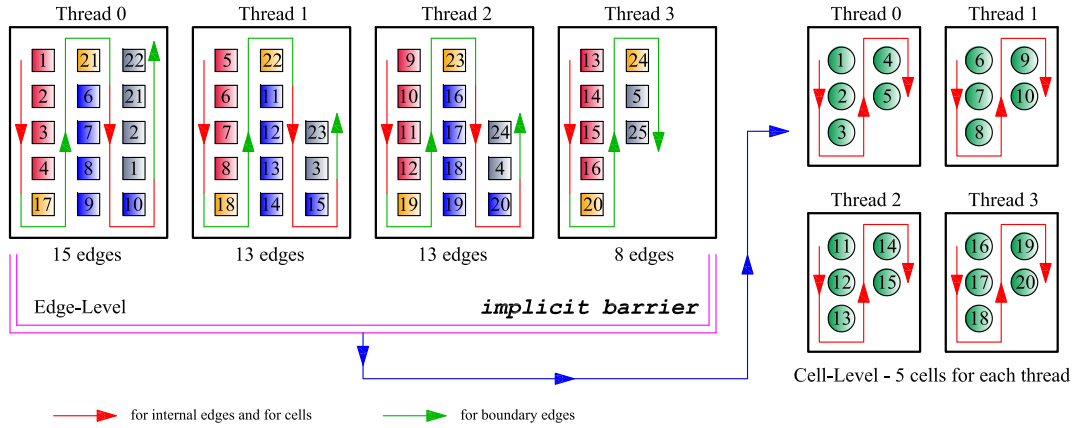 Thread 0 Thread 1 Thread 2 Thread 3 Thread 0 Thread 1
1 21 22 5 22 9 23 13 24 1 4 6 9
2 6 21 6 11 10 16 14 5 2 5 7 10
3 7 2 7 12 23 11 17 24 15 25 3 8
4 8 1 8 13 3 12 18 4 16
17 9 10 18 14 15 19 19 20 20
Thread 2 Thread 3
11 14 16 19
12 15 17 20
13 18
15 edges 13 edges 13 edges 8 edges
Edge-Level implicit barrier
Cell-Level - 5 cells for each thread
for internal edges and for cells for boundary edges